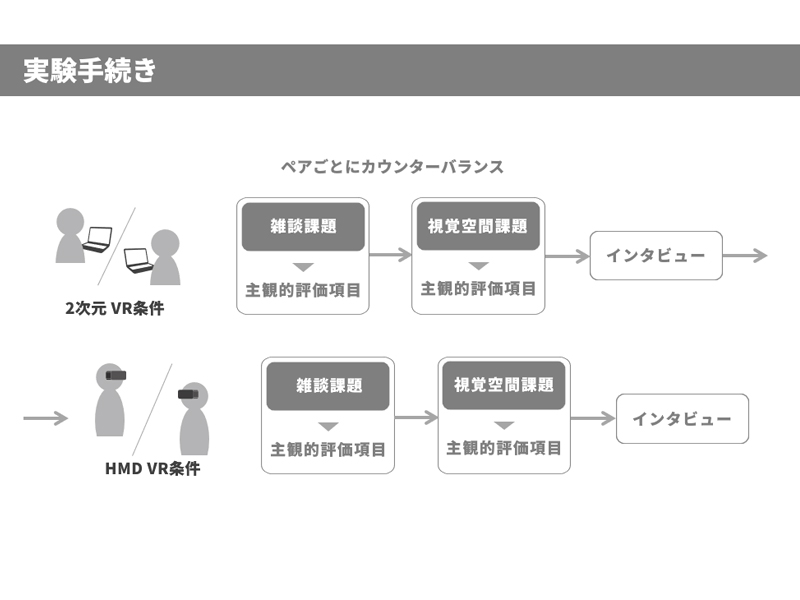 実験手続き
ペアごとにカウンターバランス
雑談課題
主観的評価項目
視覚空間課題
主観的評価項目
インタビュー
2次元 VR条件
雑談課題
主観的評価項目
視覚空間課題
主観的評価項目
インタビュー
HMD VR条件